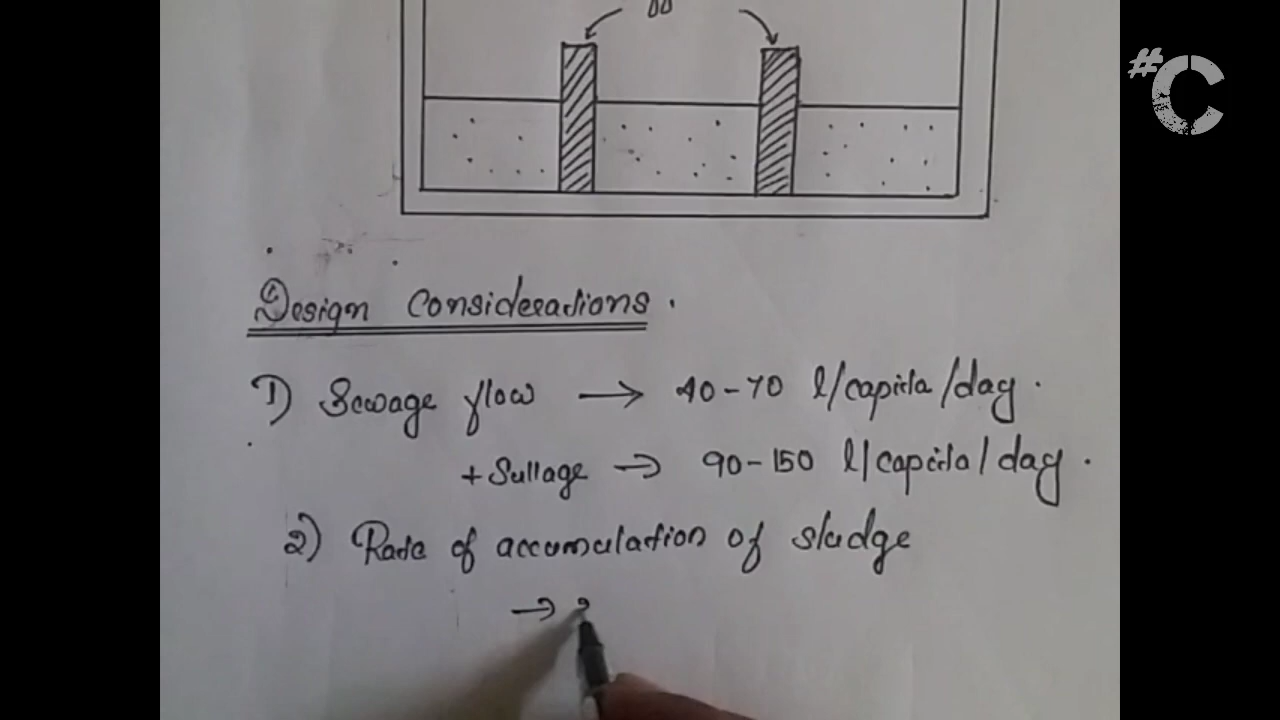 #C
Design Considerations.
1) Sewage flow → 40-70 l/capita/day.
+ Sullage → 90-150 l/capita/day.
2) Rate of accumulation of sludge
→